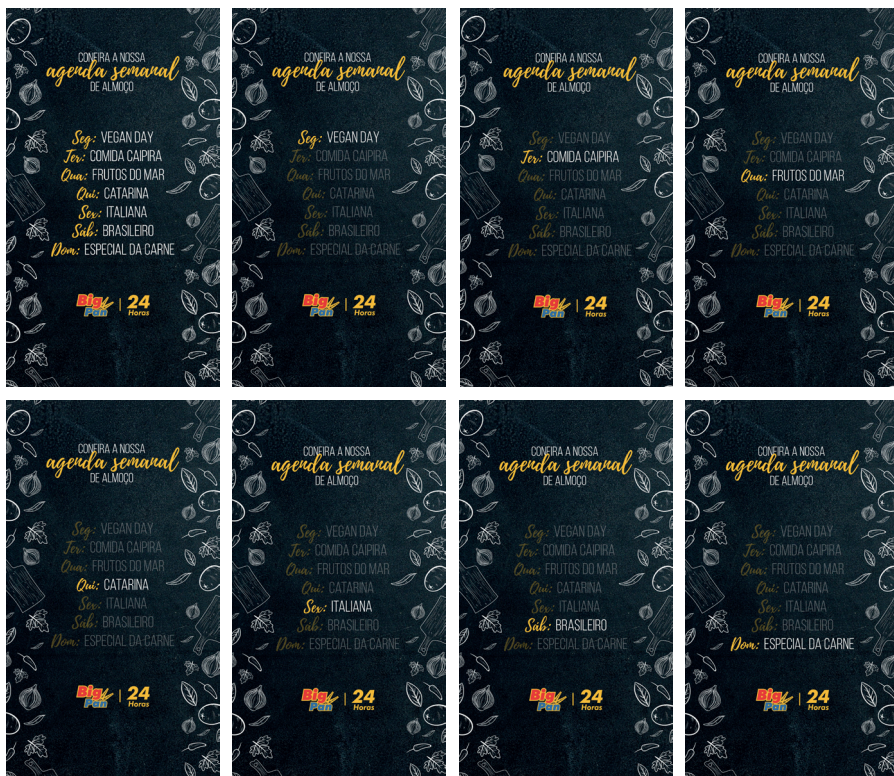 CONFIRA A NOSSA
agenda semanal
DE ALMOÇO
Seg: VEGAN DAY
Ter: COMIDA CAIPIRA
Qua: FRUTOS DO MAR
Qui: CATARINA
Sex: ITALIANA
Sáb: BRASILEIRO
Dom: ESPECIAL DA CARNE
Big Pan | 24 Horas
CONFIRA A NOSSA
agenda semanal
DE ALMOÇO
Seg: VEGAN DAY
Ter: COMIDA CAIPIRA
Qua: FRUTOS DO MAR
Qui: CATARINA
Sex: ITALIANA
Sáb: BRASILEIRO
Dom: ESPECIAL DA CARNE
Big Pan | 24 Horas
CONFIRA A NOSSA
agenda semanal
DE ALMOÇO
Seg: VEGAN DAY
Ter: COMIDA CAIPIRA
Qua: FRUTOS DO MAR
Qui: CATARINA
Sex: ITALIANA
Sáb: BRASILEIRO
Dom: ESPECIAL DA CARNE
Big Pan | 24 Horas
CONFIRA A NOSSA
agenda semanal
DE ALMOÇO
Seg: VEGAN DAY
Ter: COMIDA CAIPIRA
Qua: FRUTOS DO MAR
Qui: CATARINA
Sex: ITALIANA
Sáb: BRASILEIRO
Dom: ESPECIAL DA CARNE
Big Pan | 24 Horas
CONFIRA A NOSSA
agenda semanal
DE ALMOÇO
Seg: VEGAN DAY
Ter: COMIDA CAIPIRA
Qua: FRUTOS DO MAR
Qui: CATARINA
Sex: ITALIANA
Sáb: BRASILEIRO
Dom: ESPECIAL DA CARNE
Big Pan | 24 Horas
CONFIRA A NOSSA
agenda semanal
DE ALMOÇO
Seg: VEGAN DAY
Ter: COMIDA CAIPIRA
Qua: FRUTOS DO MAR
Qui: CATARINA
Sex: ITALIANA
Sáb: BRASILEIRO
Dom: ESPECIAL DA CARNE
Big Pan | 24 Horas
CONFIRA A NOSSA
agenda semanal
DE ALMOÇO
Seg: VEGAN DAY
Ter: COMIDA CAIPIRA
Qua: FRUTOS DO MAR
Qui: CATARINA
Sex: ITALIANA
Sáb: BRASILEIRO
Dom: ESPECIAL DA CARNE
Big Pan | 24 Horas
CONFIRA A NOSSA
agenda semanal
DE ALMOÇO
Seg: VEGAN DAY
Ter: COMIDA CAIPIRA
Qua: FRUTOS DO MAR
Qui: CATARINA
Sex: ITALIANA
Sáb: BRASILEIRO
Dom: ESPECIAL DA CARNE
Big Pan | 24 Horas